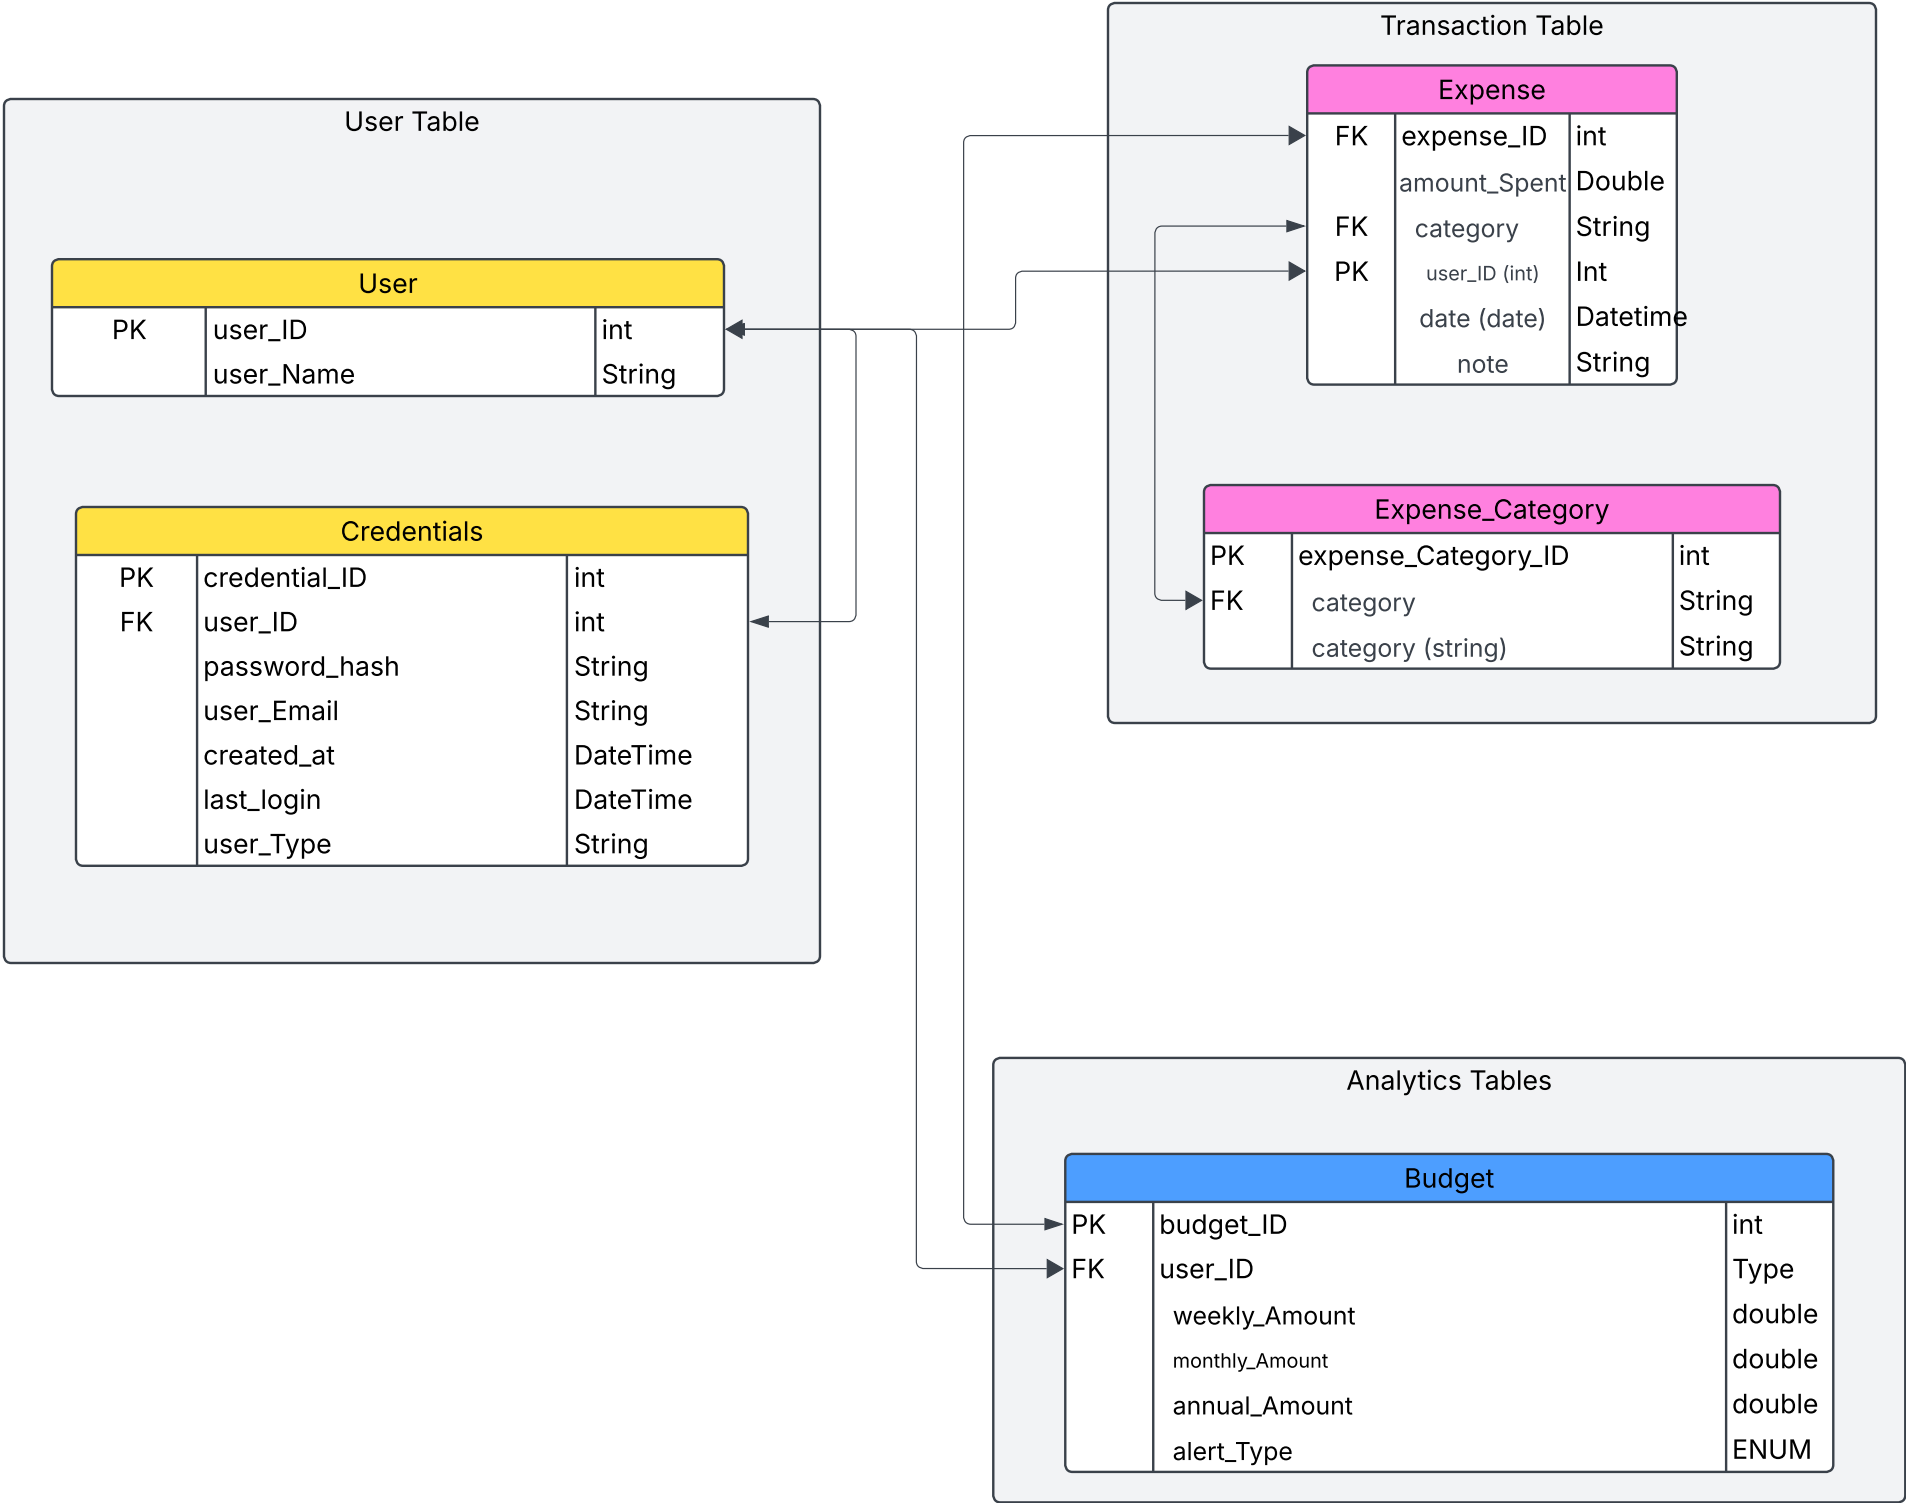 User Table
User
PK user_ID int
user_Name String
Credentials
PK credential_ID int
FK user_ID int
password_hash String
user_Email String
created_at DateTime
last_login DateTime
user_Type String
Transaction Table
Expense
FK expense_ID int
amount_Spent Double
FK category String
PK user_ID (int) Int
date (date) Datetime
note String
Expense_Category
PK expense_Category_ID int
FK category String
category (string) String
Analytics Tables
Budget
PK budget_ID int
FK user_ID Type
weekly_Amount double
monthly_Amount double
annual_Amount double
alert_Type ENUM